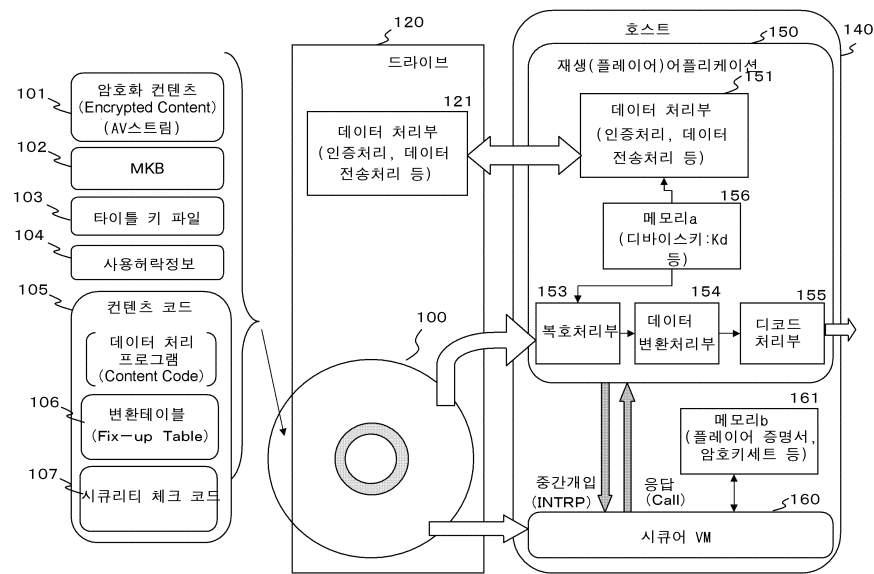 101
암호화 컨텐츠
(Encrypted Content)
(AV스트림)
102
MKB
103
타이틀 키 파일
104
사용허락정보
105
컨텐츠 코드
데이터 처리
프로그램
(Content Code)
106
변환테이블
(Fix-up Table)
107
시큐리티 체크 코드
120
드라이브
121
데이터 처리부
(인증처리, 데이터
전송처리 등)
100
호스트
140
150
재생(플레이어)어플리케이션
151
데이터 처리부
(인증처리, 데이터
전송처리 등)
156
메모리a
(디바이스키:Kd
등)
153
복호처리부
154
데이터
변환처리부
155
디코드
처리부
중간개입
(INTRP)
응답
(Call)
161
메모리b
(플레이어 증명서,
암호키세트 등)
160
시큐어 VM